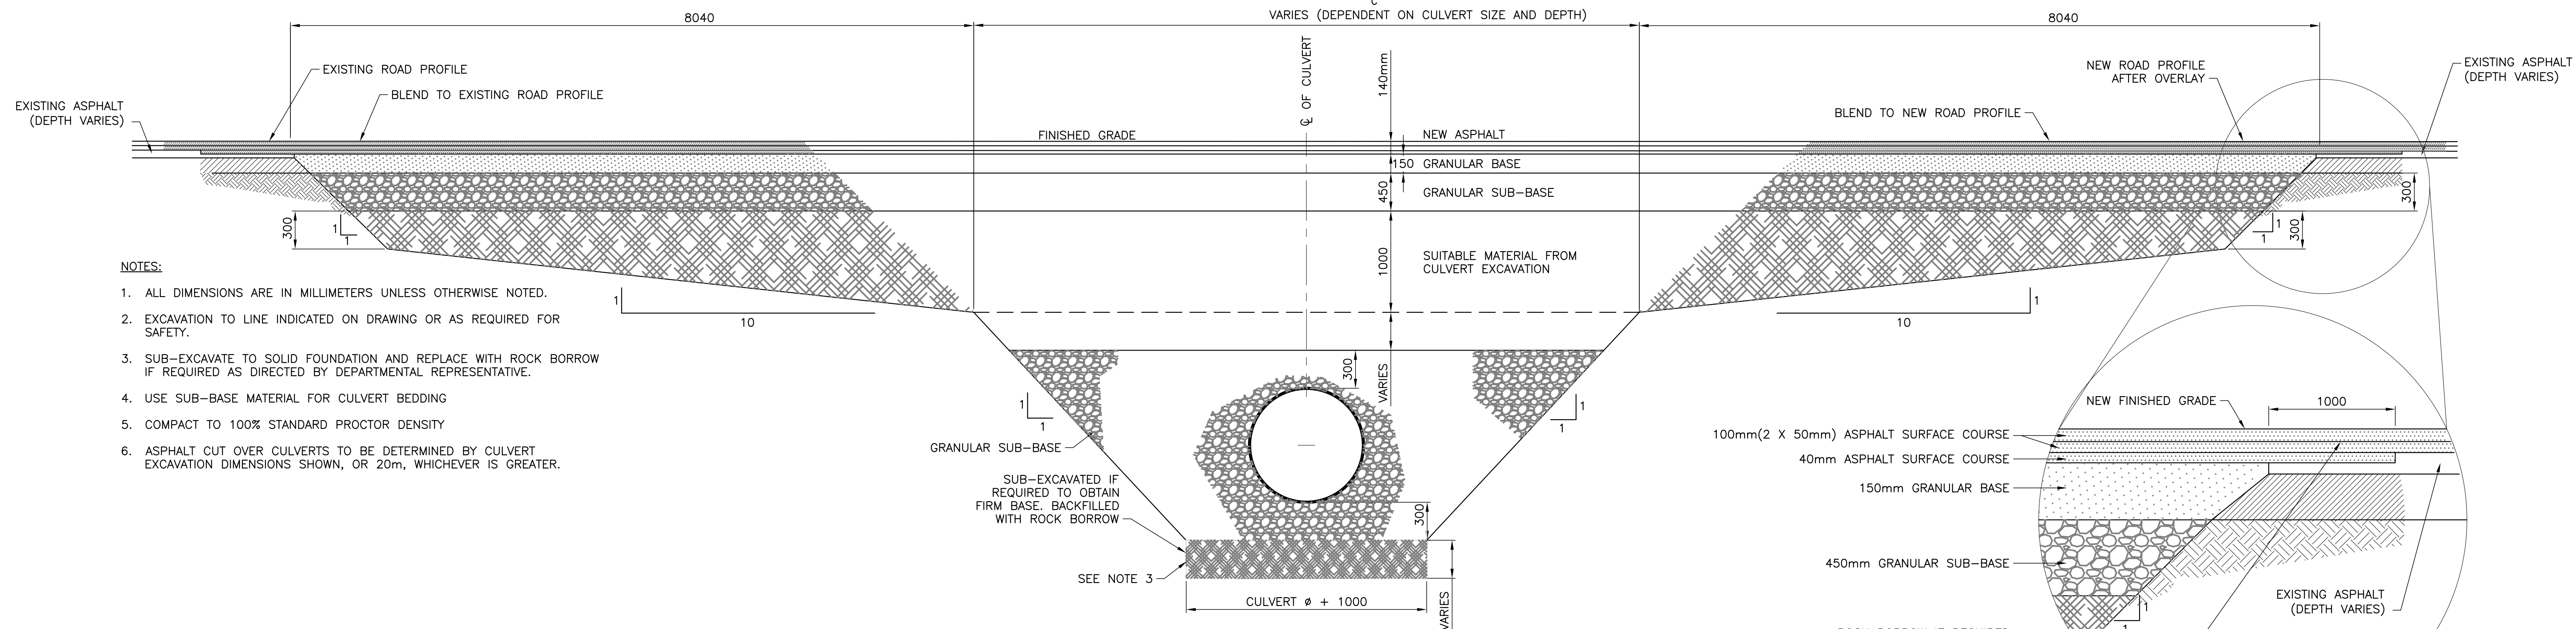 C
8040
VARIES (DEPENDENT ON CULVERT SIZE AND DEPTH)
8040
EXISTING ROAD PROFILE
BLEND TO EXISTING ROAD PROFILE
EXISTING ASPHALT
(DEPTH VARIES)
℄ OF CULVERT
140mm
FINISHED GRADE
NEW ASPHALT
150 GRANULAR BASE
450
GRANULAR SUB-BASE
1000
SUITABLE MATERIAL FROM
CULVERT EXCAVATION
NEW ROAD PROFILE
AFTER OVERLAY
BLEND TO NEW ROAD PROFILE
EXISTING ASPHALT
(DEPTH VARIES)
300
1
1
300
300
1
1
1
10
1
10
NOTES:
1. ALL DIMENSIONS ARE IN MILLIMETERS UNLESS OTHERWISE NOTED.
2. EXCAVATION TO LINE INDICATED ON DRAWING OR AS REQUIRED FOR
SAFETY.
3. SUB-EXCAVATE TO SOLID FOUNDATION AND REPLACE WITH ROCK BORROW
IF REQUIRED AS DIRECTED BY DEPARTMENTAL REPRESENTATIVE.
4. USE SUB-BASE MATERIAL FOR CULVERT BEDDING
5. COMPACT TO 100% STANDARD PROCTOR DENSITY
6. ASPHALT CUT OVER CULVERTS TO BE DETERMINED BY CULVERT
EXCAVATION DIMENSIONS SHOWN, OR 20m, WHICHEVER IS GREATER.
300
VARIES
1
1
1
1
GRANULAR SUB-BASE
SUB-EXCAVATED IF
REQUIRED TO OBTAIN
FIRM BASE. BACKFILLED
WITH ROCK BORROW
300
SEE NOTE 3
CULVERT ø + 1000
VARIES
NEW FINISHED GRADE
1000
100mm(2 X 50mm) ASPHALT SURFACE COURSE
40mm ASPHALT SURFACE COURSE
150mm GRANULAR BASE
450mm GRANULAR SUB-BASE
EXISTING ASPHALT
(DEPTH VARIES)
1
1